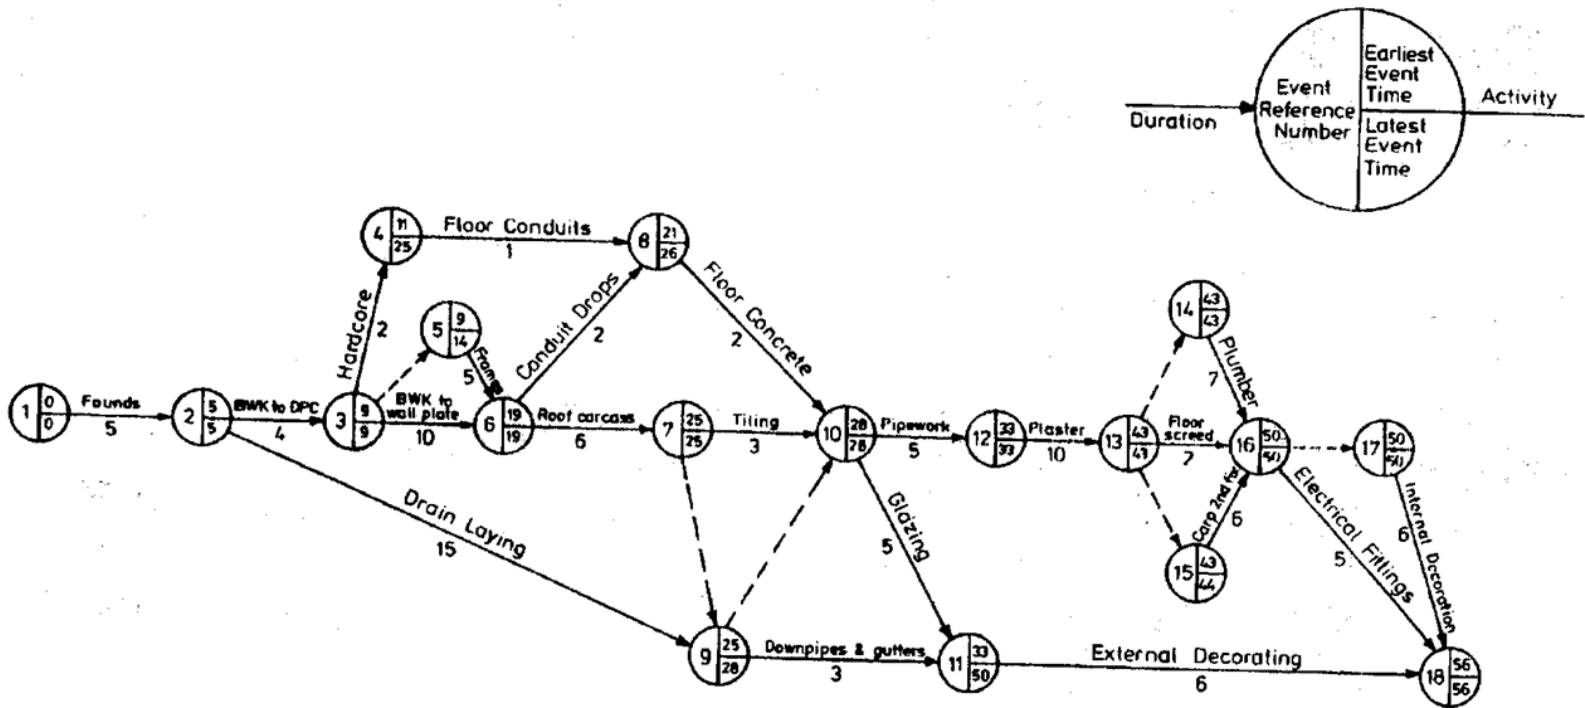 Earliest
Event
Time
Event
Reference
Number
Latest
Event
Time
Duration
Activity
4
11
25
Floor Conduits
1
8
21
26
Hardcore
2
5
9
14
Frames
5
Conduit Drops
2
Floor Concrete
2
14
43
43
Plumber
7
1
0
0
Founds
5
2
5
5
BWK to DPC
4
3
9
9
BWK to
wall plate
10
6
19
19
Roof carcass
6
7
25
25
Tiling
3
10
28
28
Pipework
5
12
33
33
Plaster
10
13
43
43
Floor
screed
7
16
50
50
17
50
50
Carp 2nd fix
6
15
43
44
Electrical Fittings
5
Internal Decoration
6
Drain Laying
15
Glazing
5
9
25
28
Downpipes & gutters
3
11
33
50
External Decorating
6
18
56
56